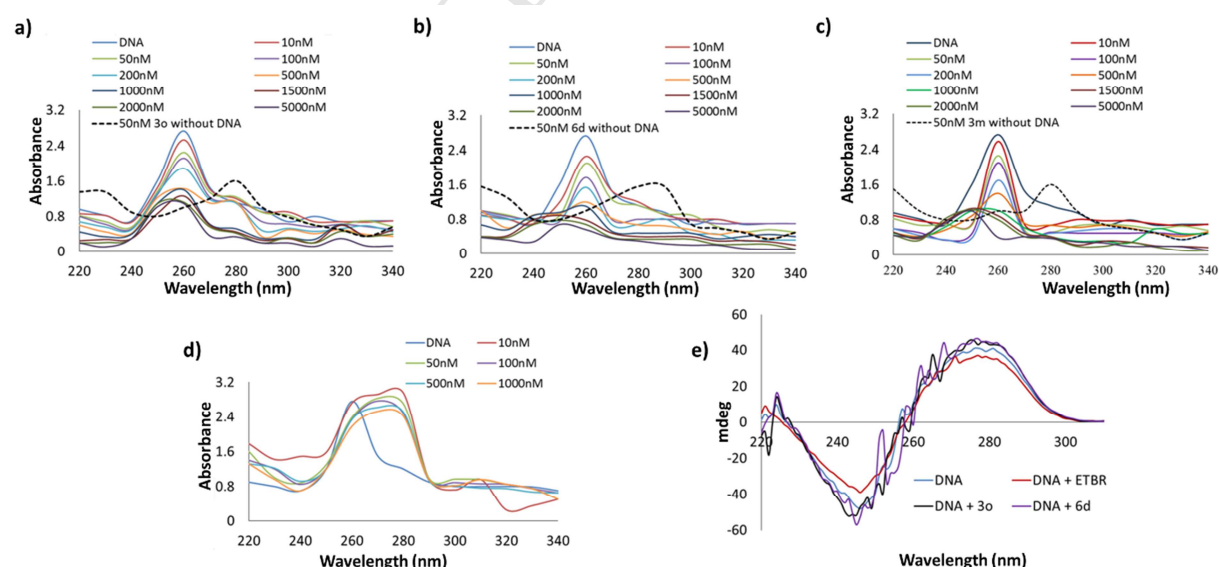 a)
DNA 10nM
50nM 100nM
200nM 500nM
1000nM 1500nM
2000nM 5000nM
50nM 3o without DNA
Absorbance
3.2
2.4
1.6
0.8
0
220 240 260 280 300 320 340
Wavelength (nm)
b)
DNA 10nM
50nM 100nM
200nM 500nM
1000nM 1500nM
2000nM 5000nM
50nM 6d without DNA
Absorbance
3.2
2.4
1.6
0.8
0
220 240 260 280 300 320 340
Wavelength (nm)
c)
DNA 10nM
50nM 100nM
200nM 500nM
1000nM 1500nM
2000nM 5000nM
50nM 3m without DNA
Absorbance
3.2
2.4
1.6
0.8
0
220 240 260 280 300 320 340
Wavelength (nm)
d)
DNA 10nM
50nM 100nM
500nM 1000nM
Absorbance
3.2
2.4
1.6
0.8
0
220 240 260 280 300 320 340
Wavelength (nm)
e)
mdeg
60
40
20
0
-20
-40
-60
220 240 260 280 300
DNA DNA + ETBR
DNA + 3o DNA + 6d
Wavelength (nm)